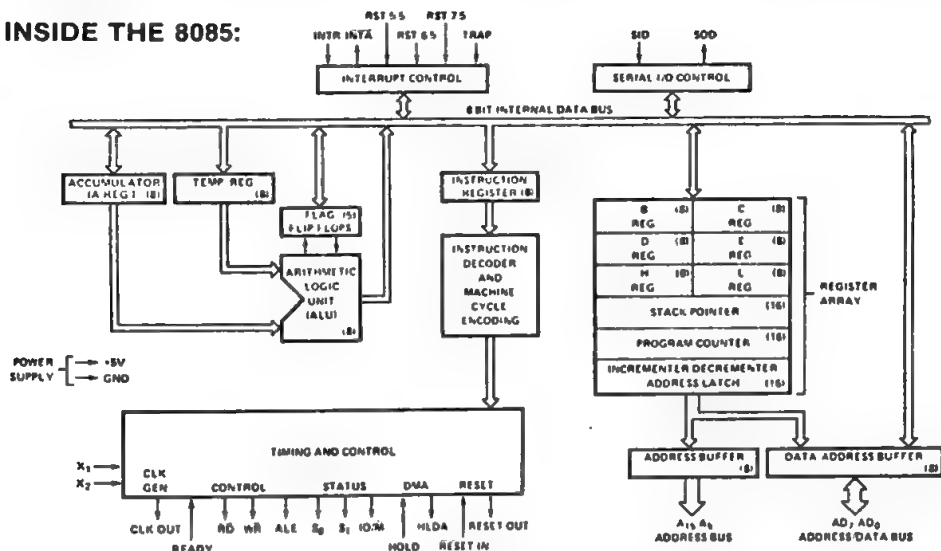 INSIDE THE 8085:
RST 5.5 RST 7.5
INTR INTA RST 6.5 TRAP
SID SOD
INTERRUPT CONTROL
SERIAL I/O CONTROL
8 BIT INTERNAL DATA BUS
ACCUMULATOR
(A REG) (8)
TEMP REG
(8)
FLAG (5)
FLIP FLOPS
ARITHMETIC
LOGIC
UNIT
(ALU)
(8)
INSTRUCTION
REGISTER (8)
INSTRUCTION
DECODER
AND
MACHINE
CYCLE
ENCODING
B (8)
REG
C (8)
REG
D (8)
REG
E (8)
REG
H (8)
REG
L (8)
REG
STACK POINTER (16)
PROGRAM COUNTER (16)
INCREMENTER DECREMENTER
ADDRESS LATCH (16)
REGISTER
ARRAY
POWER
SUPPLY
+5V
GND
TIMING AND CONTROL
X1
X2
CLK
GEN
CONTROL STATUS DMA RESET
CLK OUT RD WR ALE S0 S1 IO/M HLDA RESET OUT
READY HOLD RESET IN
ADDRESS BUFFER
(8)
DATA ADDRESS BUFFER
(8)
A15 A8
ADDRESS BUS
AD7 AD0
ADDRESS/DATA BUS